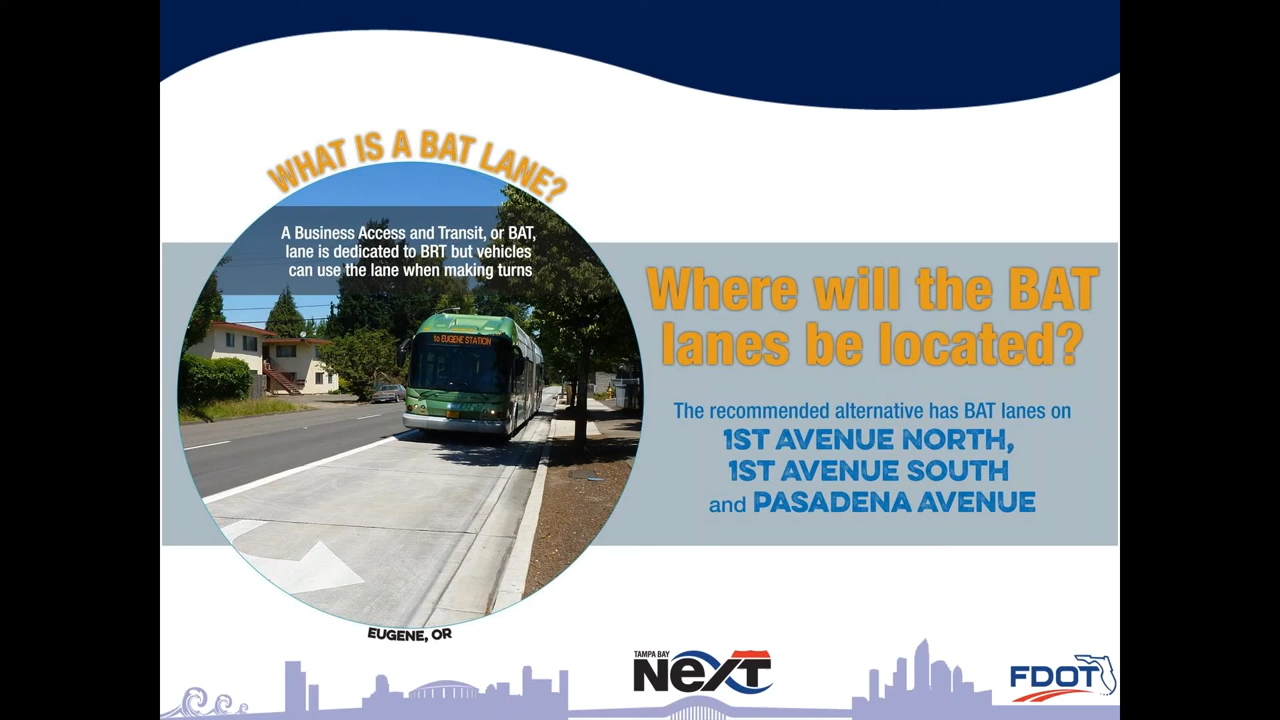 WHAT IS A BAT LANE?
A Business Access and Transit, or BAT,
lane is dedicated to BRT but vehicles
can use the lane when making turns
to EUGENE STATION
EUGENE, OR
Where will the BAT
lanes be located?
The recommended alternative has BAT lanes on
1ST AVENUE NORTH,
1ST AVENUE SOUTH
and PASADENA AVENUE
TAMPA BAY
NEXT
FDOT